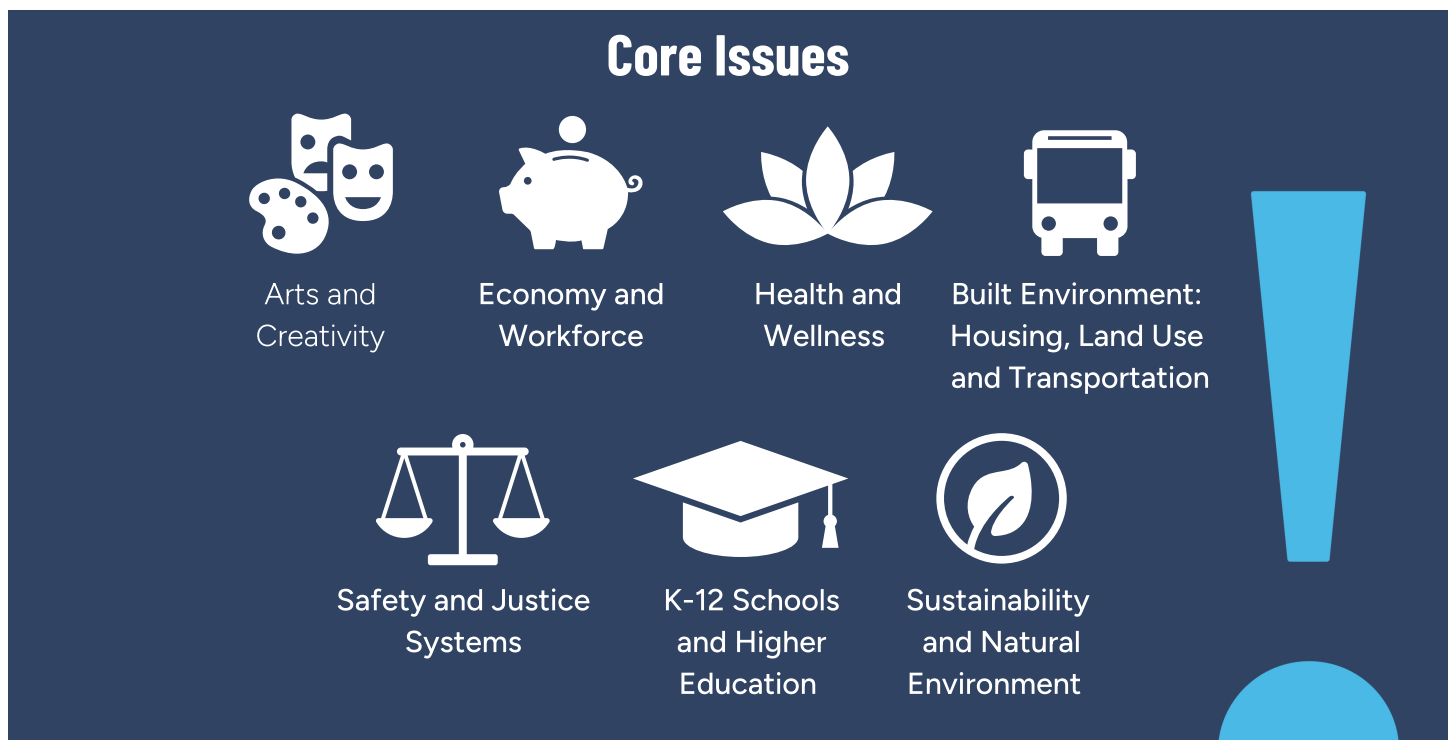 Core Issues
Arts and
Creativity
Economy and
Workforce
Health and
Wellness
Built Environment:
Housing, Land Use
and Transportation
Safety and Justice
Systems
K-12 Schools
and Higher
Education
Sustainability
and Natural
Environment